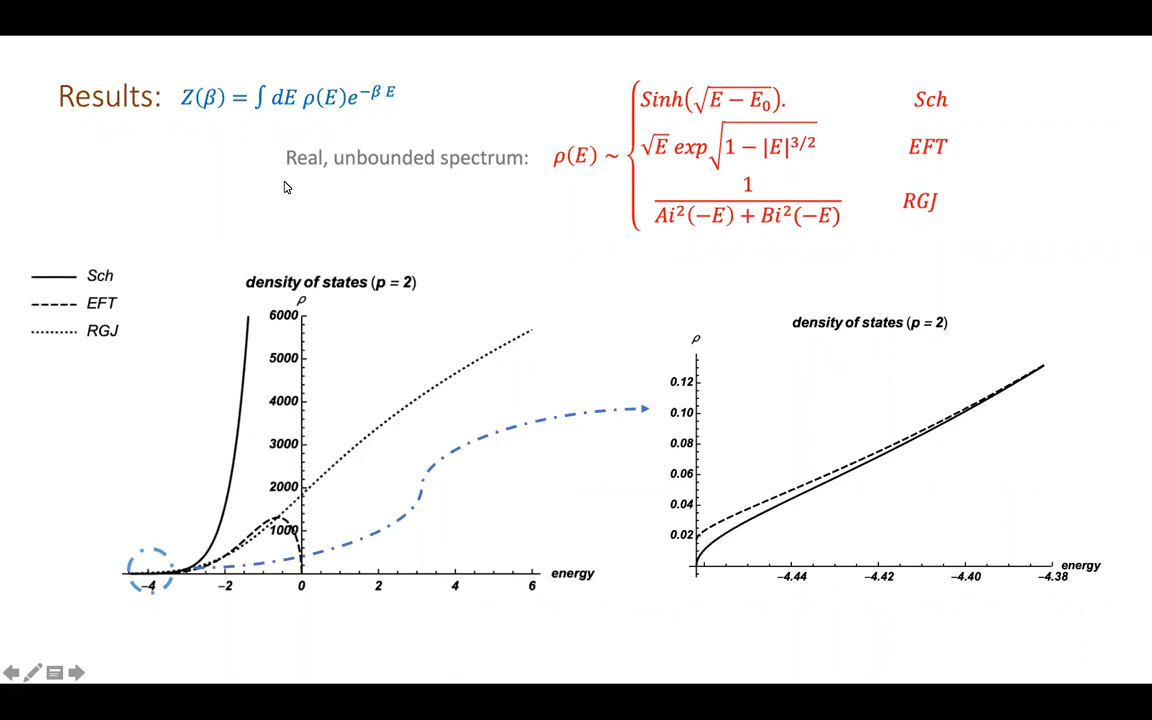 Results: Z(β) = ∫ dE ρ(E)e^{−β E}
Real, unbounded spectrum:
ρ(E) ~
Sinh(√(E − E₀)). Sch
√E exp √(1 − |E|^{3/2}) EFT
1 / (Ai²(−E) + Bi²(−E)) RGJ
Sch
EFT
RGJ
density of states (p = 2)
ρ
6000
5000
4000
3000
2000
1000
−4 −2 0 2 4 6
energy
density of states (p = 2)
ρ
0.12
0.10
0.08
0.06
0.04
0.02
−4.44 −4.42 −4.40 −4.38
energy